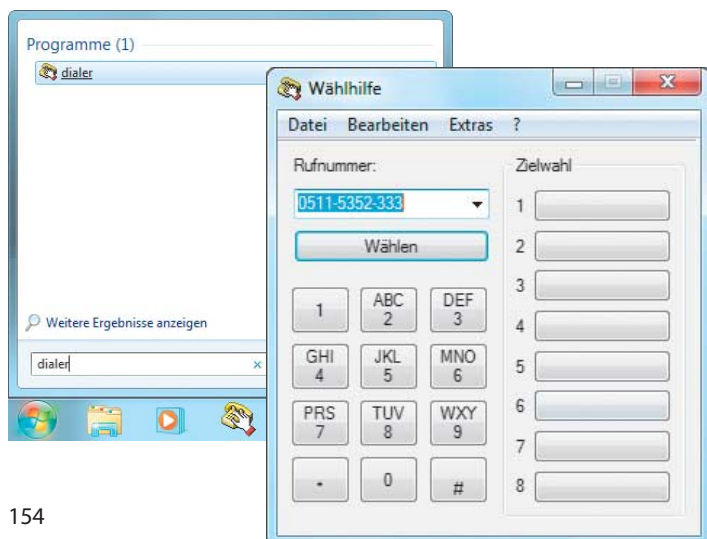 Programme (1)
dialer
Weitere Ergebnisse anzeigen
dialer
Wählhilfe
Datei Bearbeiten Extras ?
Rufnummer:
0511-5352-333
Wählen
1
ABC
2
DEF
3
GHI
4
JKL
5
MNO
6
PRS
7
TUV
8
WXY
9
.
0
#
Zielwahl
1
2
3
4
5
6
7
8
154